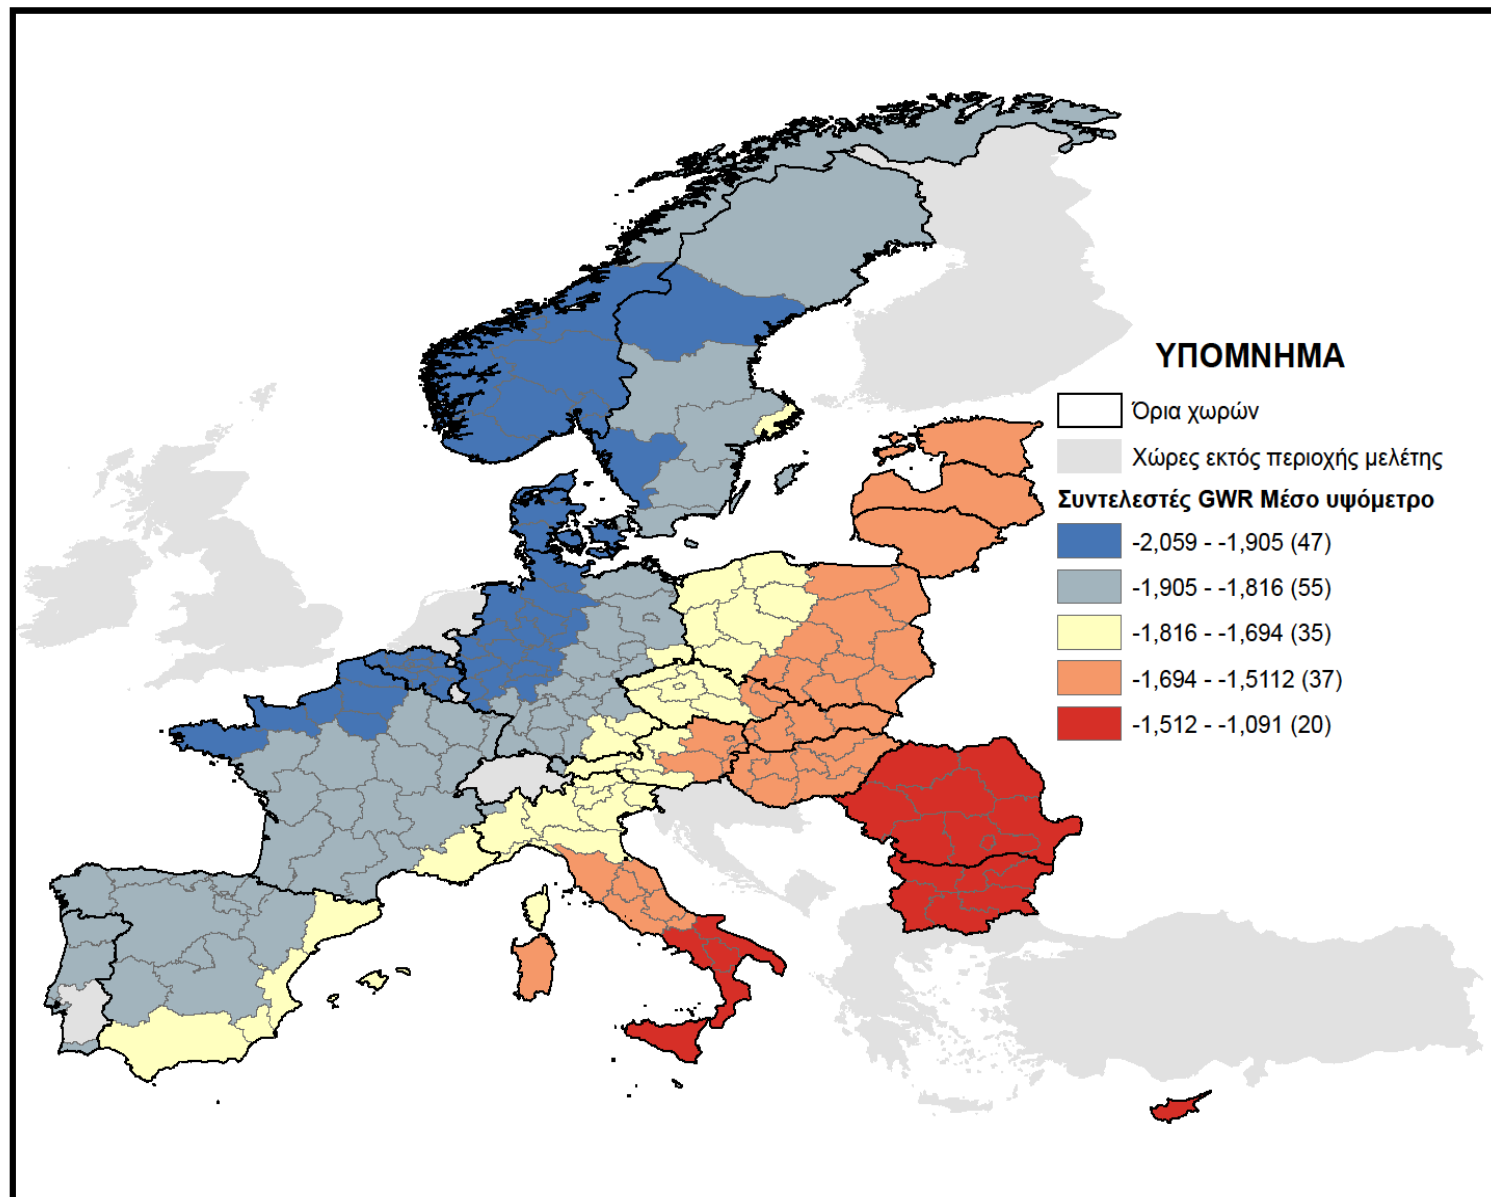 ΥΠΟΜΝΗΜΑ
Όρια χωρών
Χώρες εκτός περιοχής μελέτης
Συντελεστές GWR Μέσο υψόμετρο
-2,059 - -1,905 (47)
-1,905 - -1,816 (55)
-1,816 - -1,694 (35)
-1,694 - -1,5112 (37)
-1,512 - -1,091 (20)